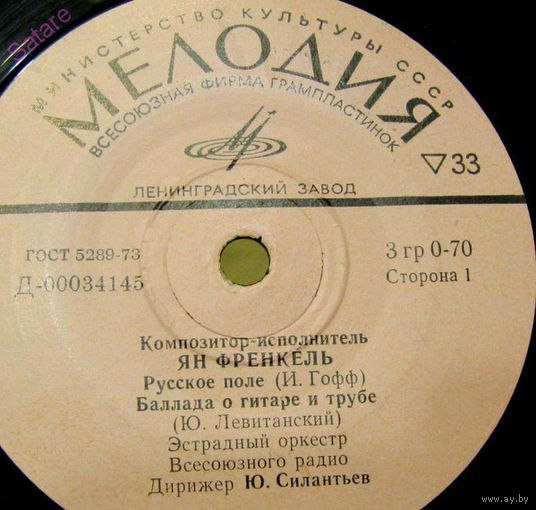 МИНИСТЕРСТВО КУЛЬТУРЫ СССР
МЕЛОДИЯ
ВСЕСОЮЗНАЯ ФИРМА ГРАМПЛАСТИНОК
▽33
ЛЕНИНГРАДСКИЙ ЗАВОД
ГОСТ 5289-73
Д-00034145
3 гр 0-70
Сторона 1
Композитор-исполнитель
ЯН ФРЕНКЕЛЬ
Русское поле (И. Гофф)
Баллада о гитаре и трубе
(Ю. Левитанский)
Эстрадный оркестр
Всесоюзного радио
Дирижер Ю. Силантьев
Satare
www.ay.by